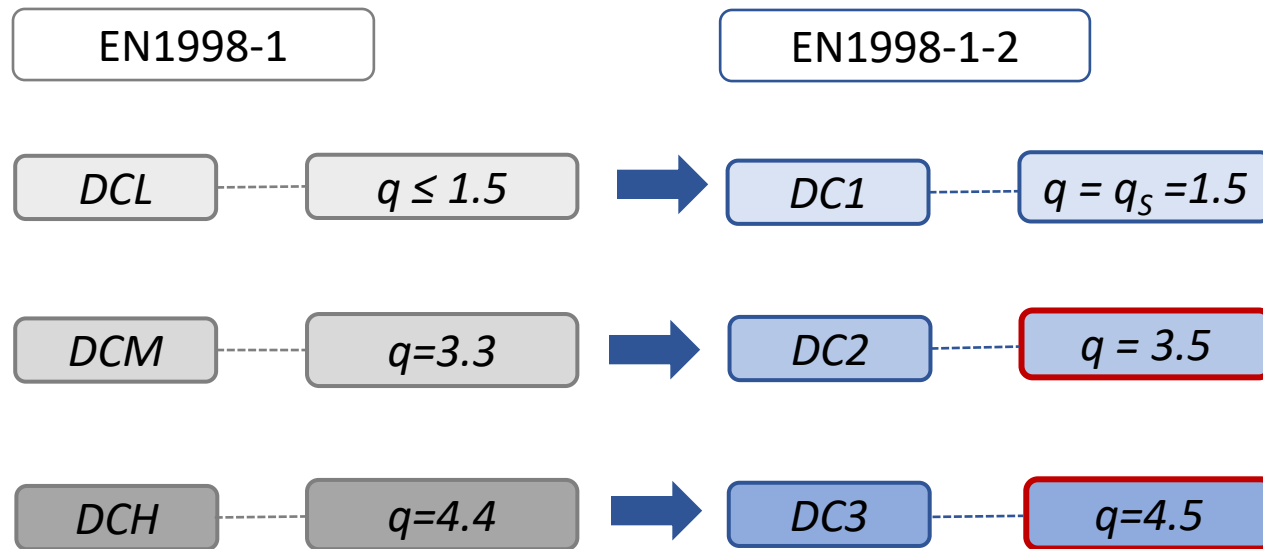 EN1998-1 EN1998-1-2
DCL q ≤ 1.5 DC1 q = qS =1.5
DCM q=3.3 DC2 q = 3.5
DCH q=4.4 DC3 q=4.5